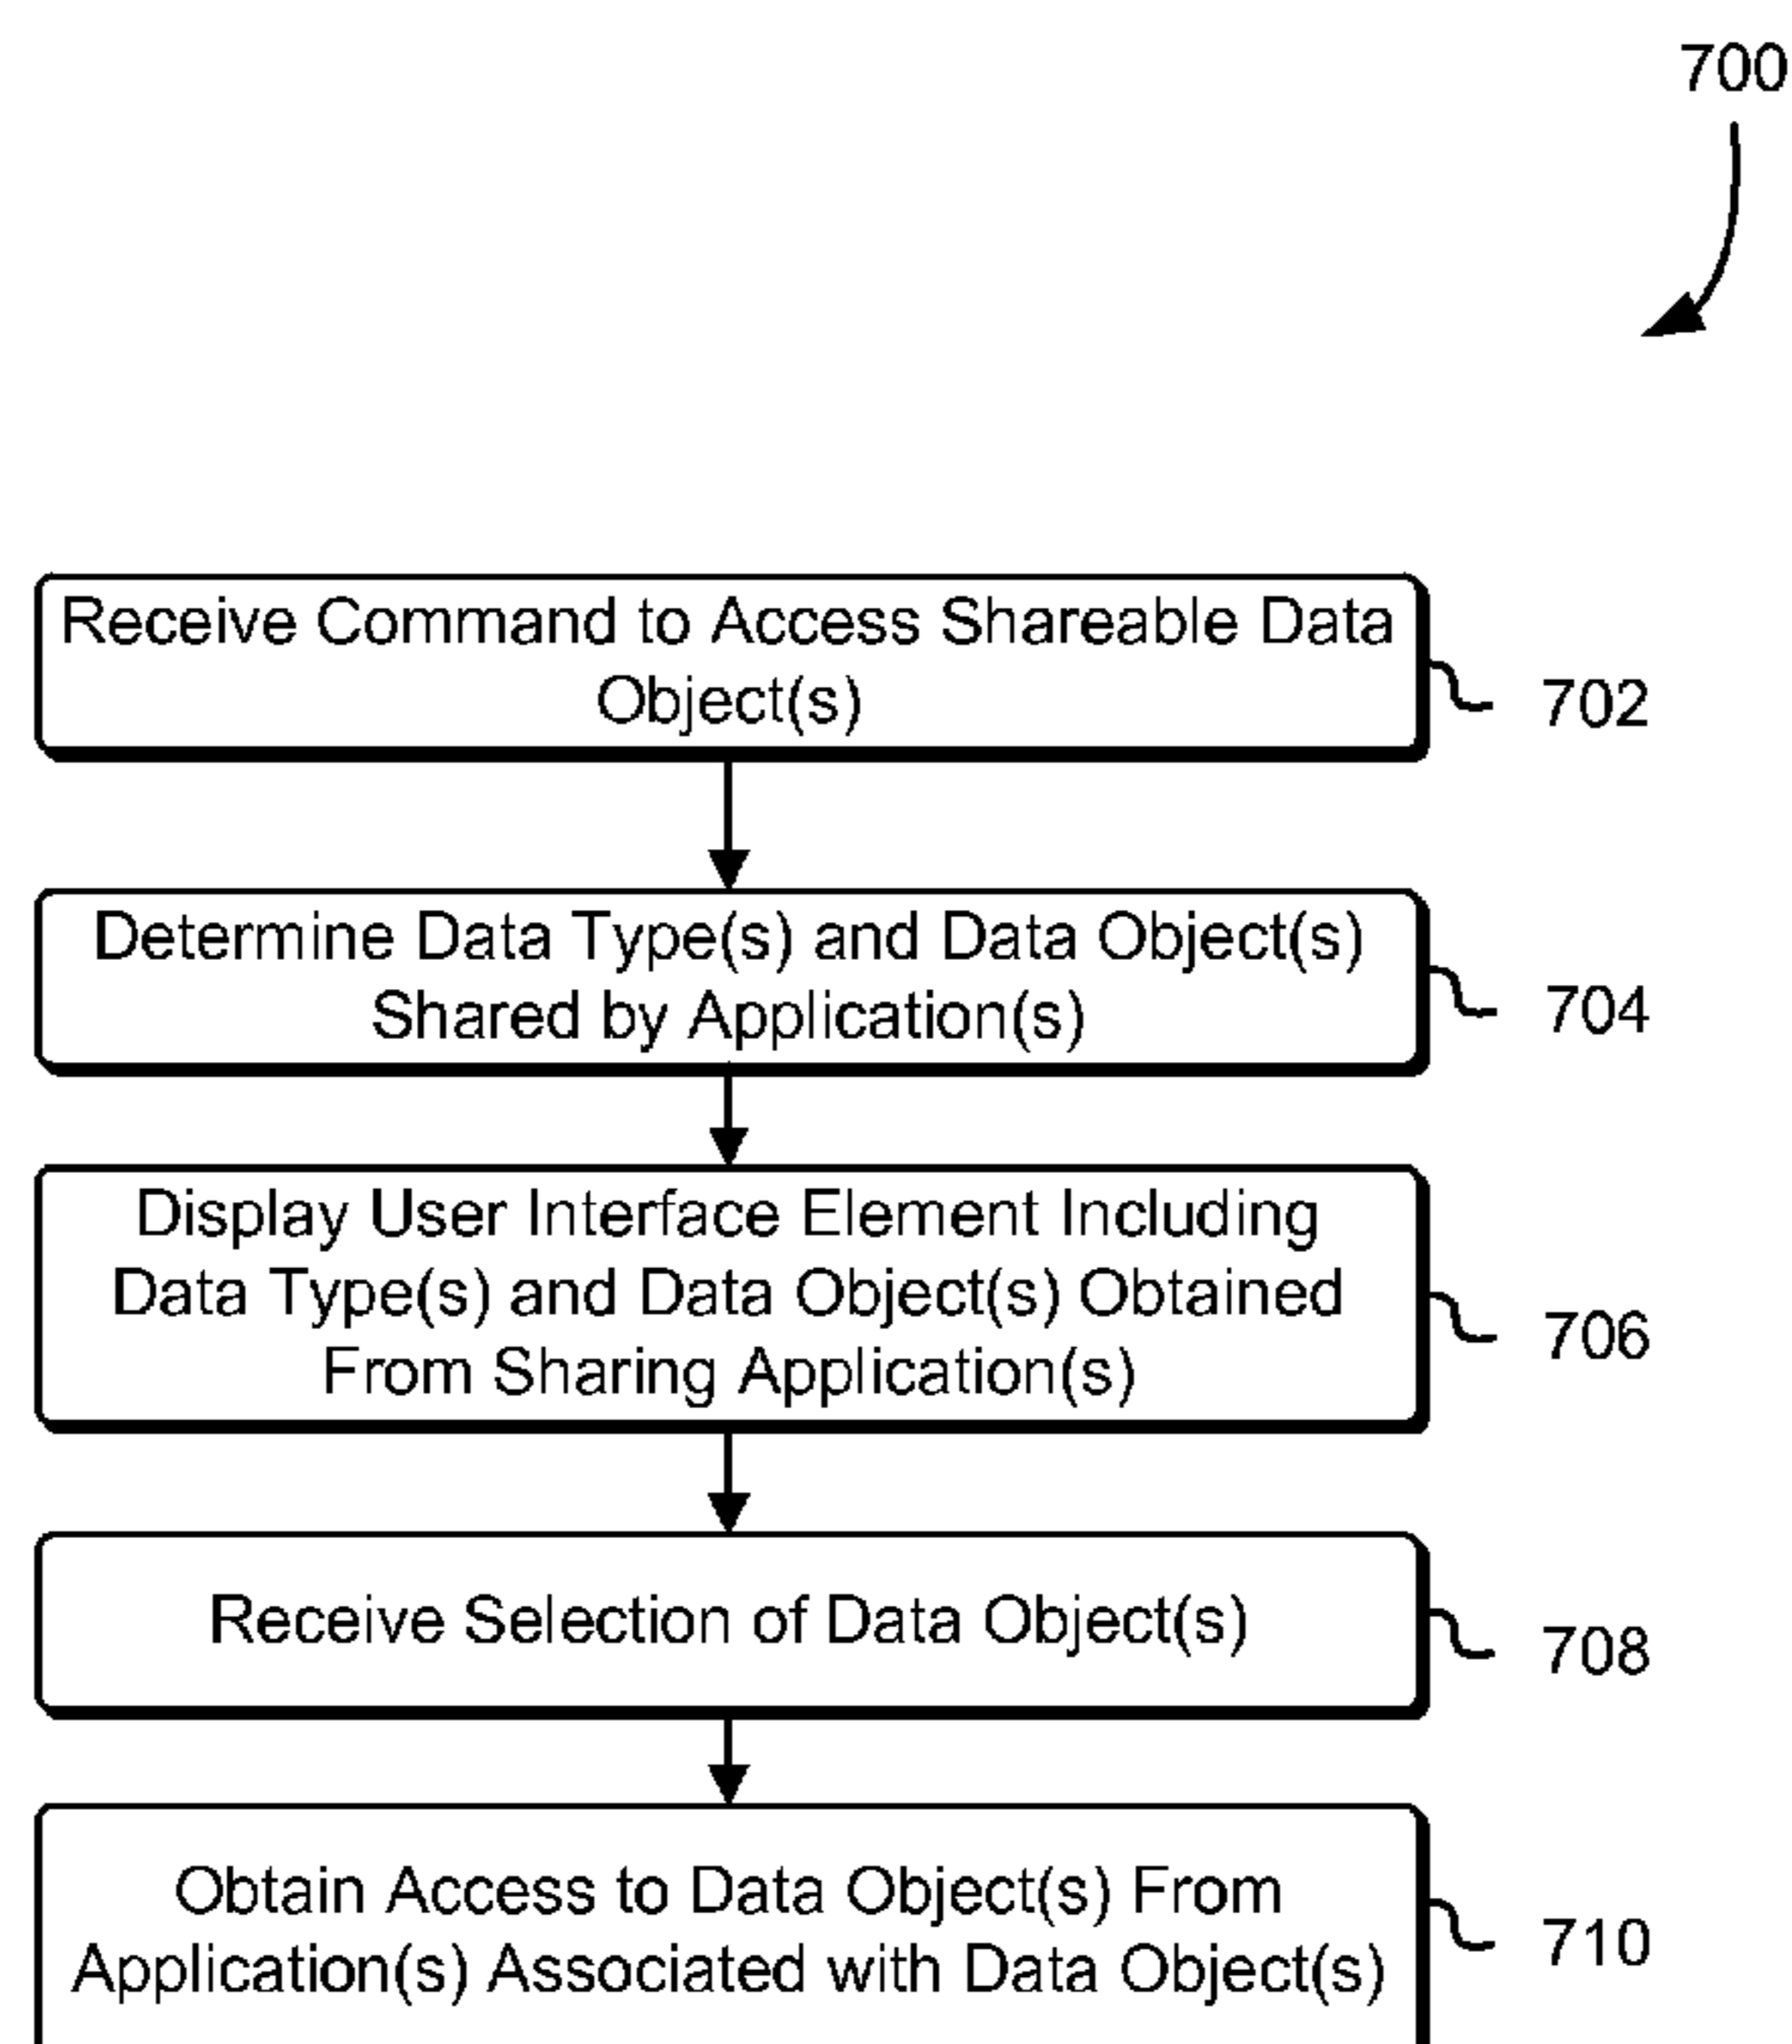 700
Receive Command to Access Shareable Data
Object(s)
702
Determine Data Type(s) and Data Object(s)
Shared by Application(s)
704
Display User Interface Element Including
Data Type(s) and Data Object(s) Obtained
From Sharing Application(s)
706
Receive Selection of Data Object(s)
708
Obtain Access to Data Object(s) From
Application(s) Associated with Data Object(s)
710